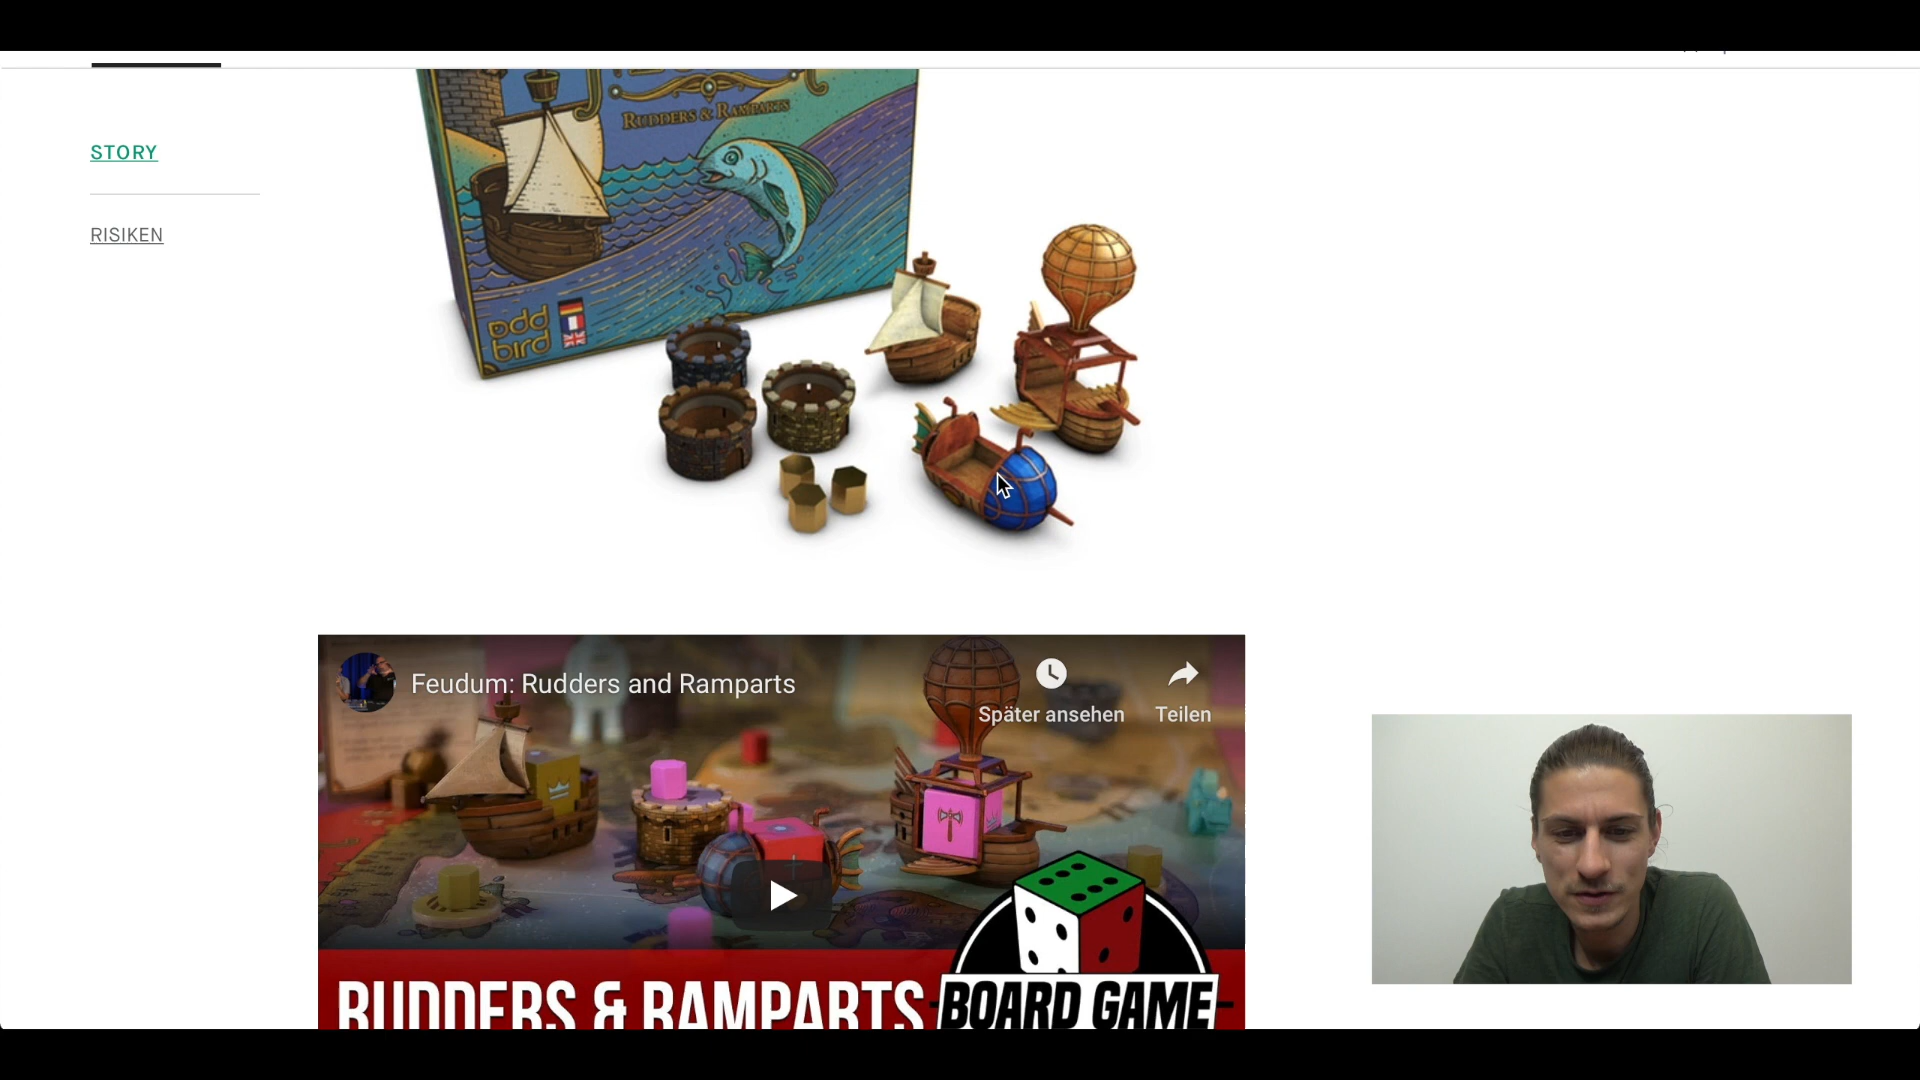 RUDDERS & RAMPARTS
STORY
RISIKEN
odd
bird
Feudum: Rudders and Ramparts
Später ansehen
Teilen
RUDDERS & RAMPARTS
BOARD GAME